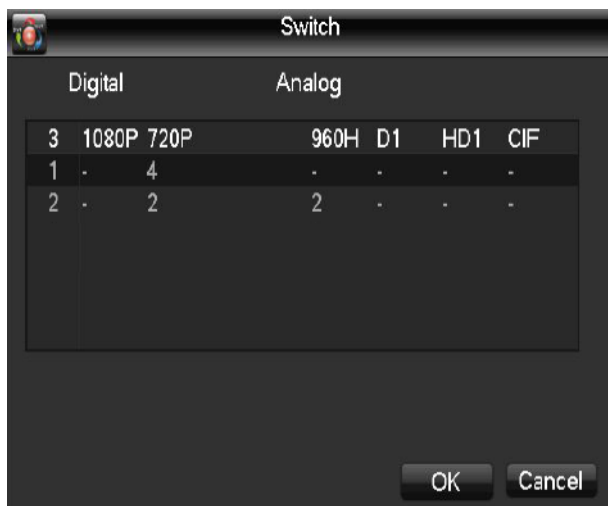 Switch
Digital Analog
3 1080P 720P 960H D1 HD1 CIF
1 - 4 - - - -
2 - 2 2 - - -
OK Cancel